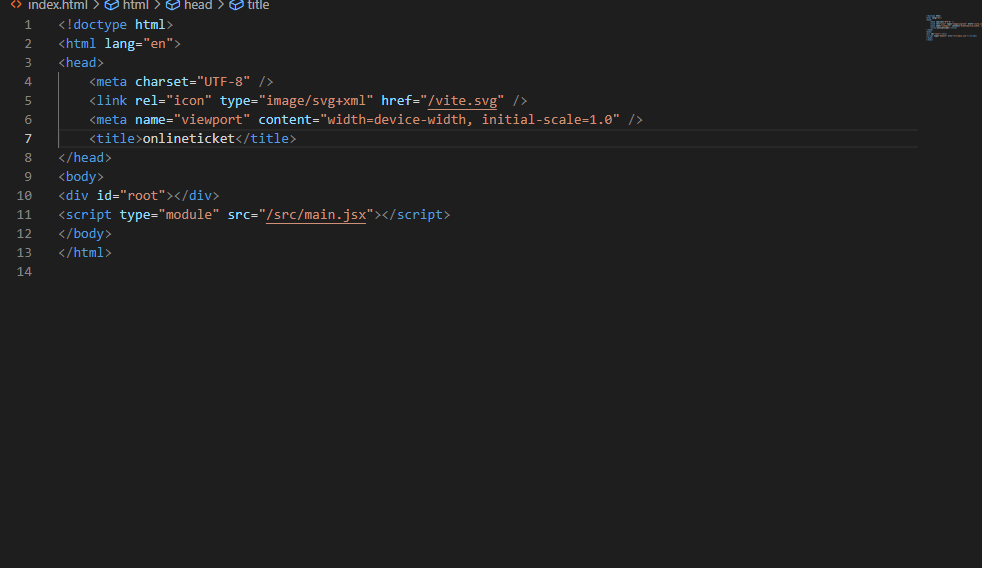 index.html > html > head > title
1 <!doctype html>
2 <html lang="en">
3 <head>
4     <meta charset="UTF-8" />
5     <link rel="icon" type="image/svg+xml" href="/vite.svg" />
6     <meta name="viewport" content="width=device-width, initial-scale=1.0" />
7     <title>onlineticket</title>
8 </head>
9 <body>
10 <div id="root"></div>
11 <script type="module" src="/src/main.jsx"></script>
12 </body>
13 </html>
14